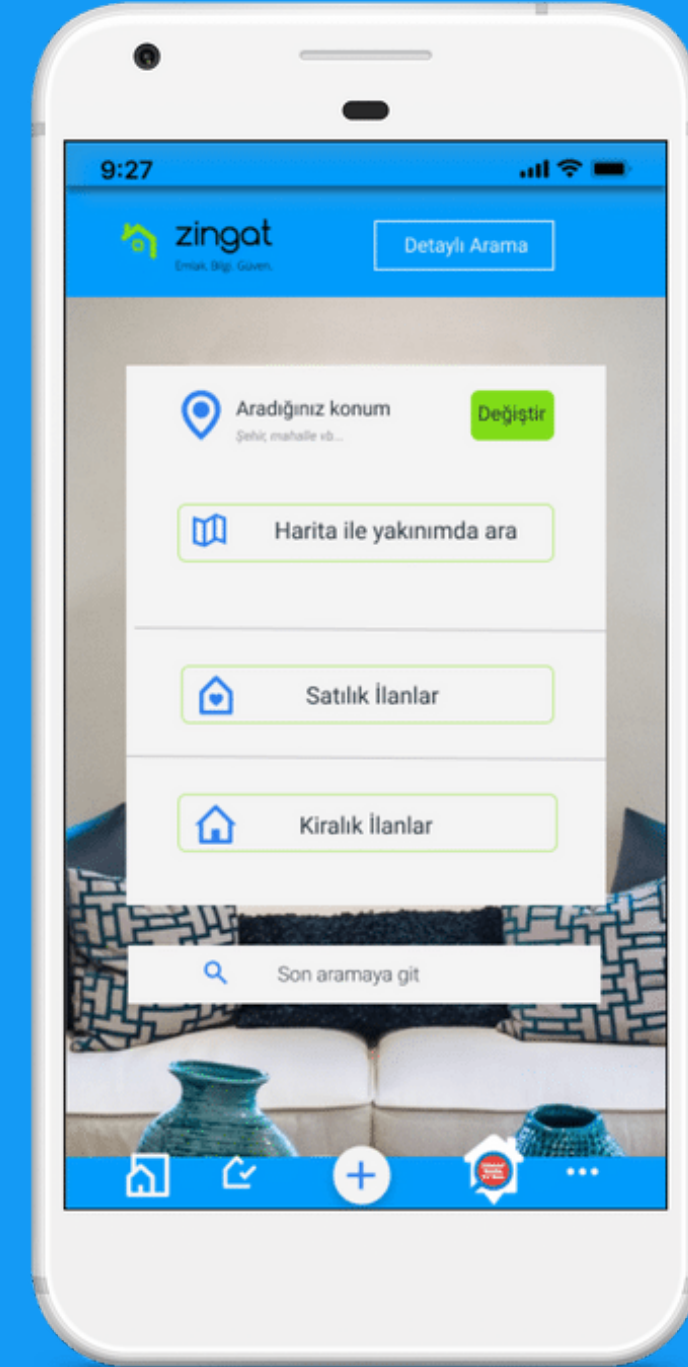 9:27
zingat
Emlak. Bilgi. Güven.
Detaylı Arama
Aradığınız konum
Şehir, mahalle vb...
Değiştir
Harita ile yakınımda ara
Satılık İlanlar
Kiralık İlanlar
Son aramaya git